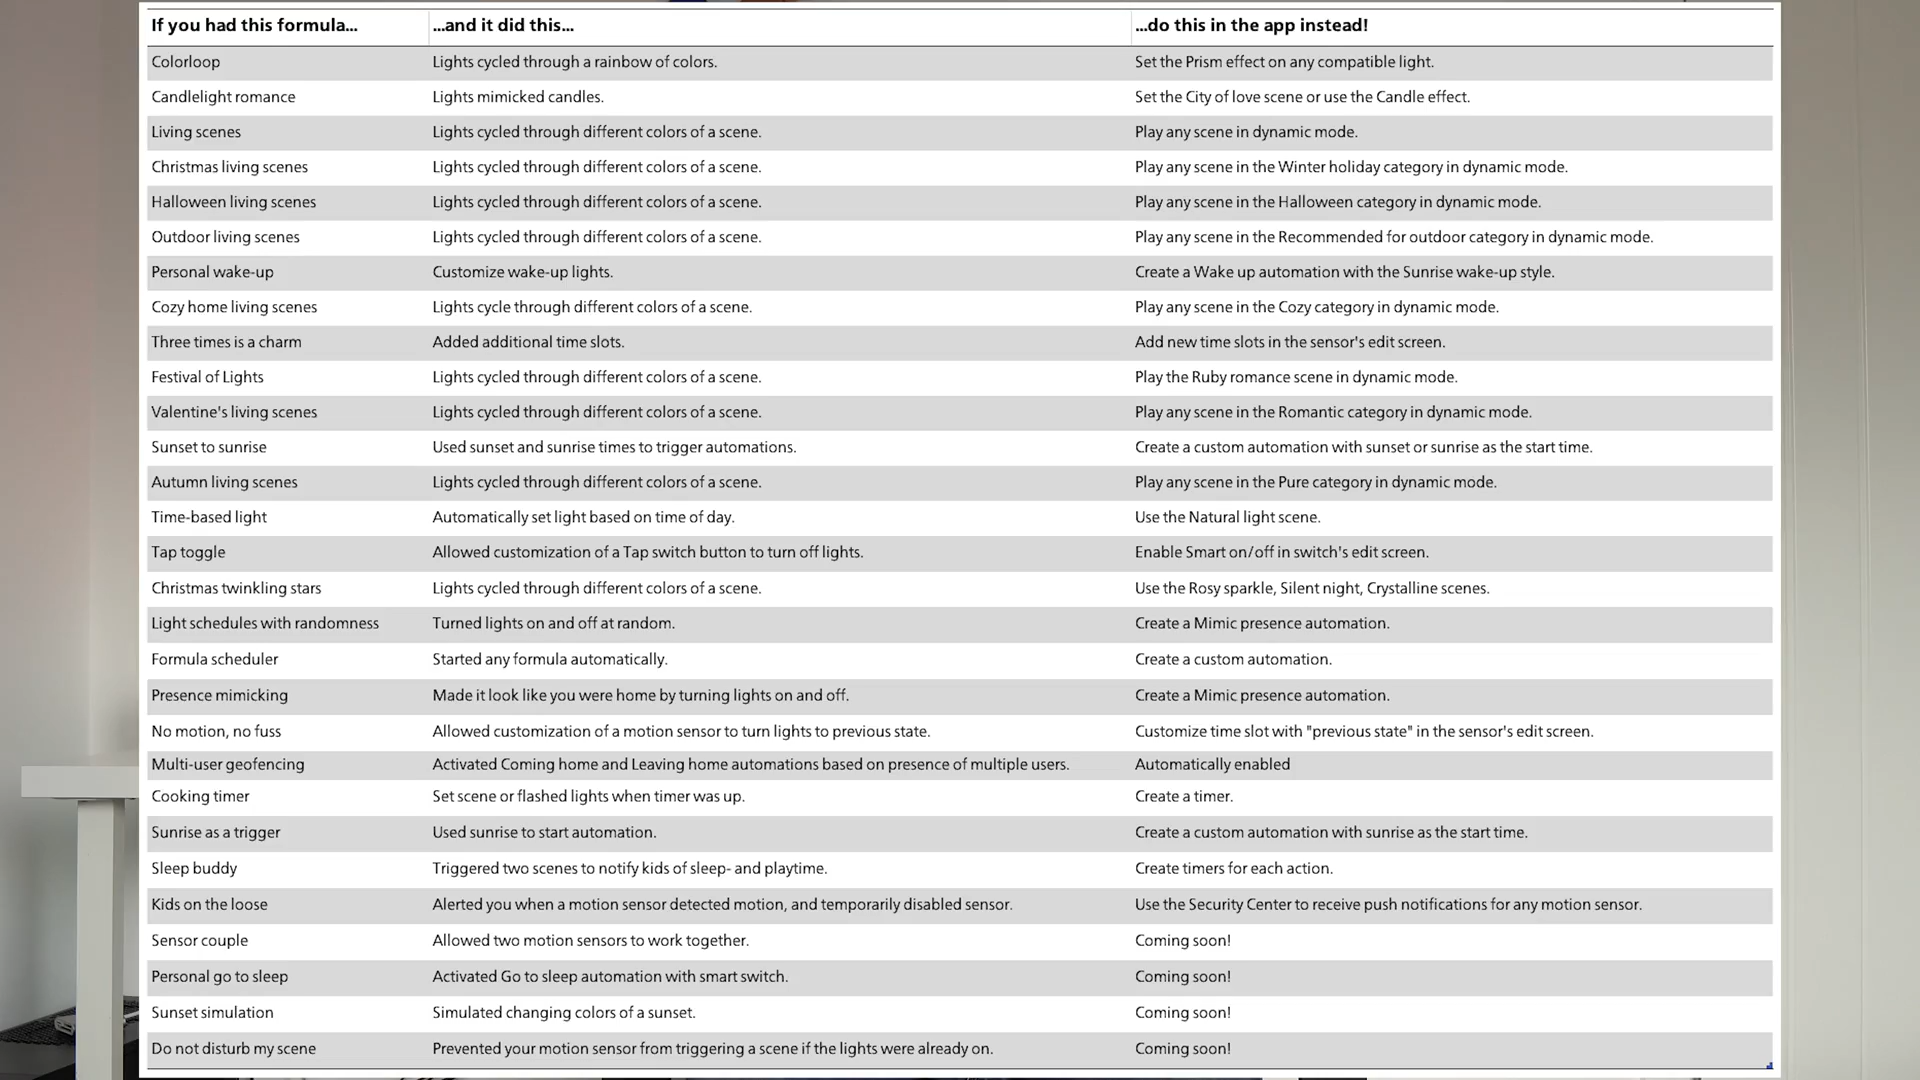 If you had this formula... ...and it did this... ...do this in the app instead!
Colorloop Lights cycled through a rainbow of colors. Set the Prism effect on any compatible light.
Candlelight romance Lights mimicked candles. Set the City of love scene or use the Candle effect.
Living scenes Lights cycled through different colors of a scene. Play any scene in dynamic mode.
Christmas living scenes Lights cycled through different colors of a scene. Play any scene in the Winter holiday category in dynamic mode.
Halloween living scenes Lights cycled through different colors of a scene. Play any scene in the Halloween category in dynamic mode.
Outdoor living scenes Lights cycled through different colors of a scene. Play any scene in the Recommended for outdoor category in dynamic mode.
Personal wake-up Customize wake-up lights. Create a Wake up automation with the Sunrise wake-up style.
Cozy home living scenes Lights cycle through different colors of a scene. Play any scene in the Cozy category in dynamic mode.
Three times is a charm Added additional time slots. Add new time slots in the sensor's edit screen.
Festival of Lights Lights cycled through different colors of a scene. Play the Ruby romance scene in dynamic mode.
Valentine's living scenes Lights cycled through different colors of a scene. Play any scene in the Romantic category in dynamic mode.
Sunset to sunrise Used sunset and sunrise times to trigger automations. Create a custom automation with sunset or sunrise as the start time.
Autumn living scenes Lights cycled through different colors of a scene. Play any scene in the Pure category in dynamic mode.
Time-based light Automatically set light based on time of day. Use the Natural light scene.
Tap toggle Allowed customization of a Tap switch button to turn off lights. Enable Smart on/off in switch's edit screen.
Christmas twinkling stars Lights cycled through different colors of a scene. Use the Rosy sparkle, Silent night, Crystalline scenes.
Light schedules with randomness Turned lights on and off at random. Create a Mimic presence automation.
Formula scheduler Started any formula automatically. Create a custom automation.
Presence mimicking Made it look like you were home by turning lights on and off. Create a Mimic presence automation.
No motion, no fuss Allowed customization of a motion sensor to turn lights to previous state. Customize time slot with "previous state" in the sensor's edit screen.
Multi-user geofencing Activated Coming home and Leaving home automations based on presence of multiple users. Automatically enabled
Cooking timer Set scene or flashed lights when timer was up. Create a timer.
Sunrise as a trigger Used sunrise to start automation. Create a custom automation with sunrise as the start time.
Sleep buddy Triggered two scenes to notify kids of sleep- and playtime. Create timers for each action.
Kids on the loose Alerted you when a motion sensor detected motion, and temporarily disabled sensor. Use the Security Center to receive push notifications for any motion sensor.
Sensor couple Allowed two motion sensors to work together. Coming soon!
Personal go to sleep Activated Go to sleep automation with smart switch. Coming soon!
Sunset simulation Simulated changing colors of a sunset. Coming soon!
Do not disturb my scene Prevented your motion sensor from triggering a scene if the lights were already on. Coming soon!